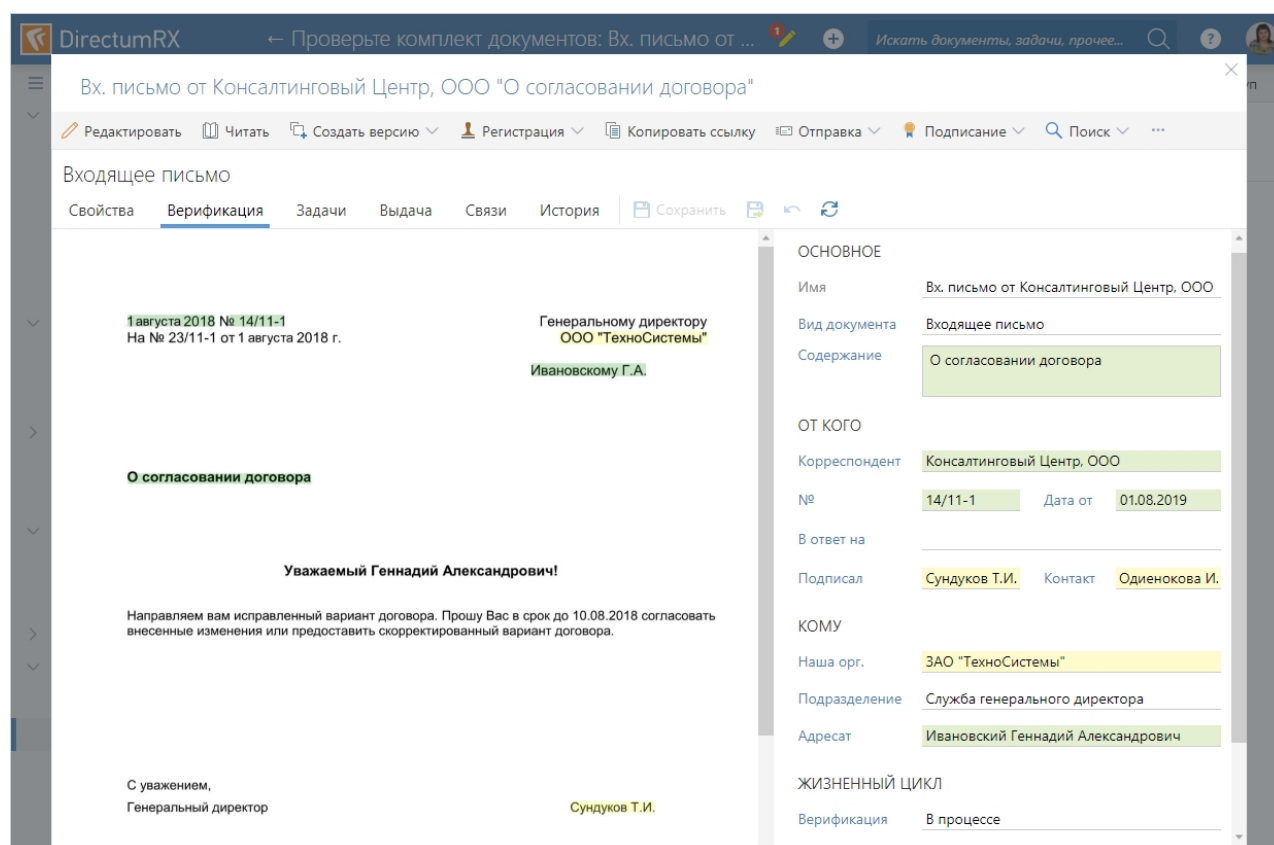 DirectumRX ← Проверьте комплект документов: Вх. письмо от ... 1 Искать документы, задачи, прочее... ?
Вх. письмо от Консалтинговый Центр, ООО "О согласовании договора"
Редактировать Читать Создать версию Регистрация Копировать ссылку Отправка Подписание Поиск ...
Входящее письмо
Свойства Верификация Задачи Выдача Связи История Сохранить
1 августа 2018 № 14/11-1
На № 23/11-1 от 1 августа 2018 г.
Генеральному директору
ООО "ТехноСистемы"
Ивановскому Г.А.
О согласовании договора
Уважаемый Геннадий Александрович!
Направляем вам исправленный вариант договора. Прошу Вас в срок до 10.08.2018 согласовать
внесенные изменения или предоставить скорректированный вариант договора.
С уважением,
Генеральный директор Сундуков Т.И.
ОСНОВНОЕ
Имя Вх. письмо от Консалтинговый Центр, ООО
Вид документа Входящее письмо
Содержание О согласовании договора
ОТ КОГО
Корреспондент Консалтинговый Центр, ООО
№ 14/11-1 Дата от 01.08.2019
В ответ на
Подписал Сундуков Т.И. Контакт Одиенокова И.
КОМУ
Наша орг. ЗАО "ТехноСистемы"
Подразделение Служба генерального директора
Адресат Ивановский Геннадий Александрович
ЖИЗНЕННЫЙ ЦИКЛ
Верификация В процессе